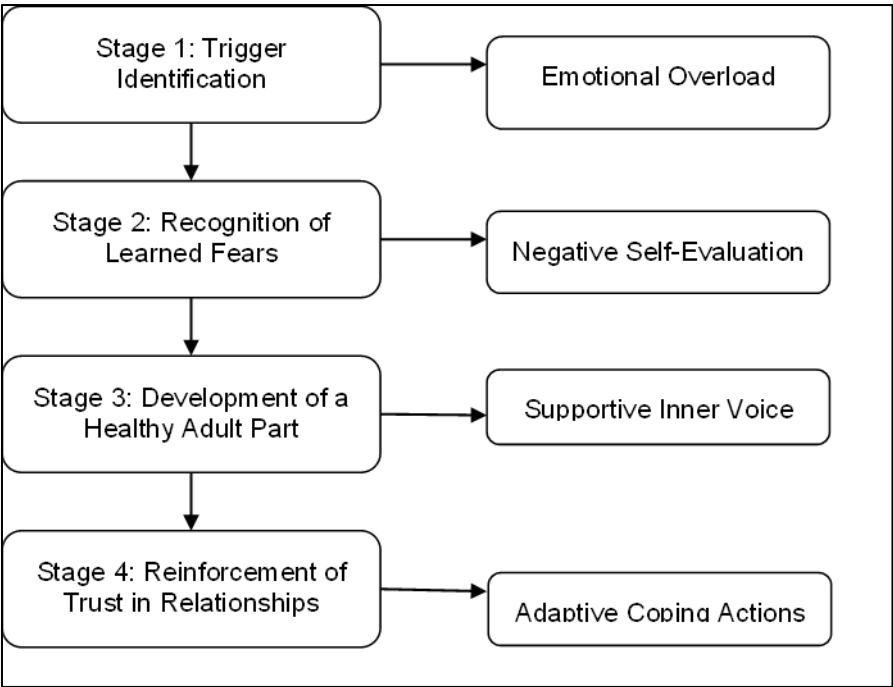 Stage 1: Trigger
Identification
Emotional Overload
Stage 2: Recognition of
Learned Fears
Negative Self-Evaluation
Stage 3: Development of a
Healthy Adult Part
Supportive Inner Voice
Stage 4: Reinforcement of
Trust in Relationships
Adaptive Coping Actions